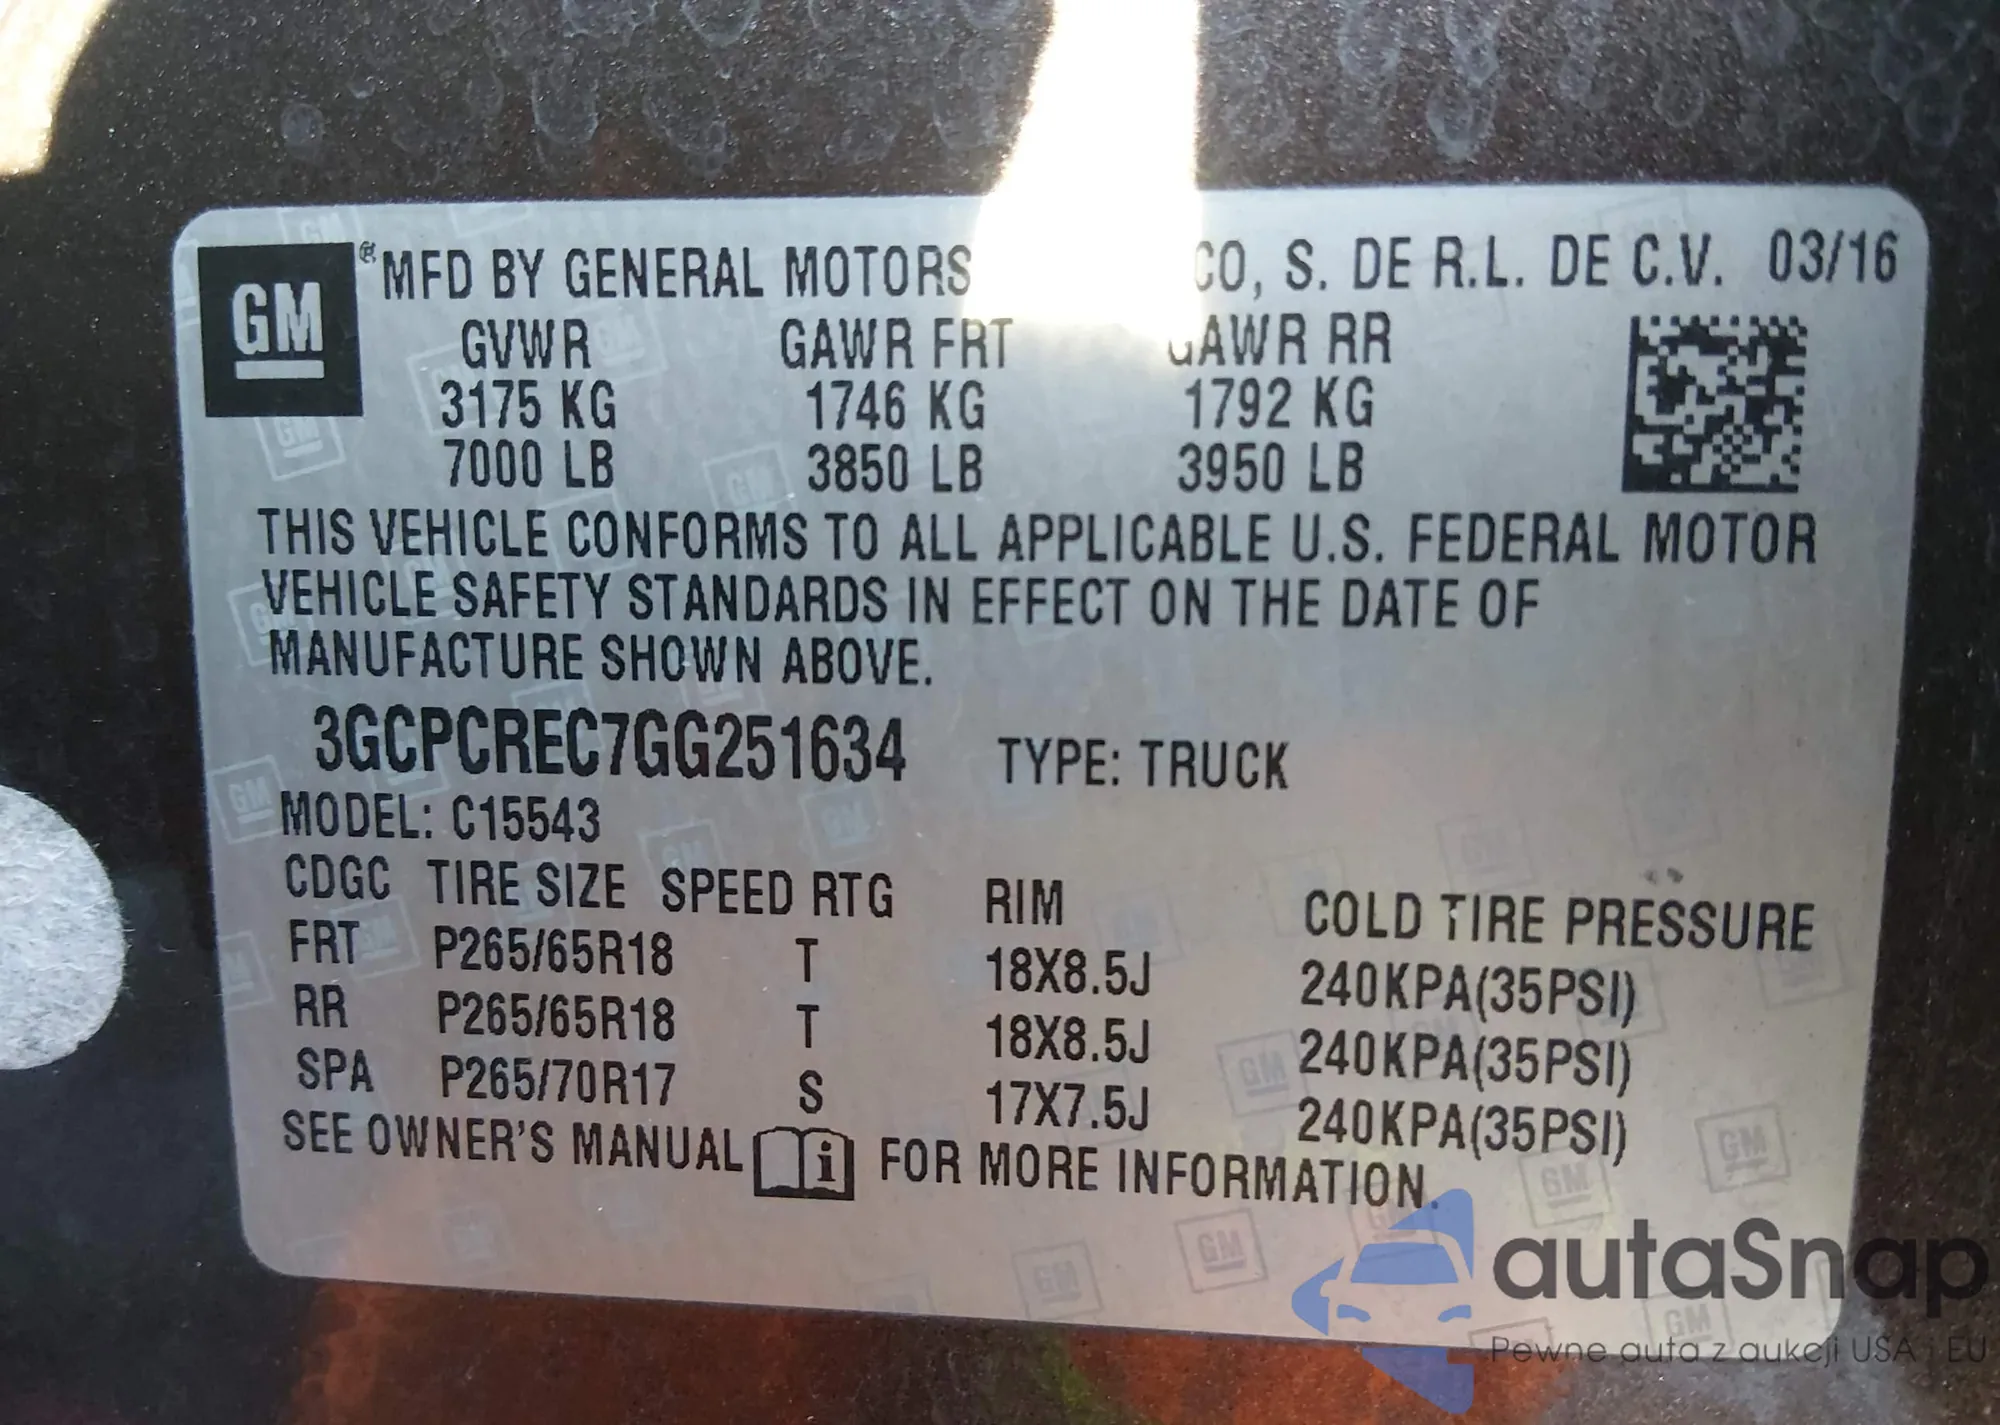 GM
® MFD BY GENERAL MOTORS CO, S. DE R.L. DE C.V. 03/16
GVWR GAWR FRT GAWR RR
3175 KG 1746 KG 1792 KG
7000 LB 3850 LB 3950 LB
THIS VEHICLE CONFORMS TO ALL APPLICABLE U.S. FEDERAL MOTOR
VEHICLE SAFETY STANDARDS IN EFFECT ON THE DATE OF
MANUFACTURE SHOWN ABOVE.
3GCPCREC7GG251634 TYPE: TRUCK
MODEL: C15543
CDGC TIRE SIZE SPEED RTG RIM COLD TIRE PRESSURE
FRT P265/65R18 T 18X8.5J 240KPA(35PSI)
RR P265/65R18 T 18X8.5J 240KPA(35PSI)
SPA P265/70R17 S 17X7.5J 240KPA(35PSI)
SEE OWNER'S MANUAL i FOR MORE INFORMATION.
autaSnap
Pewne auta z aukcji USA i EU